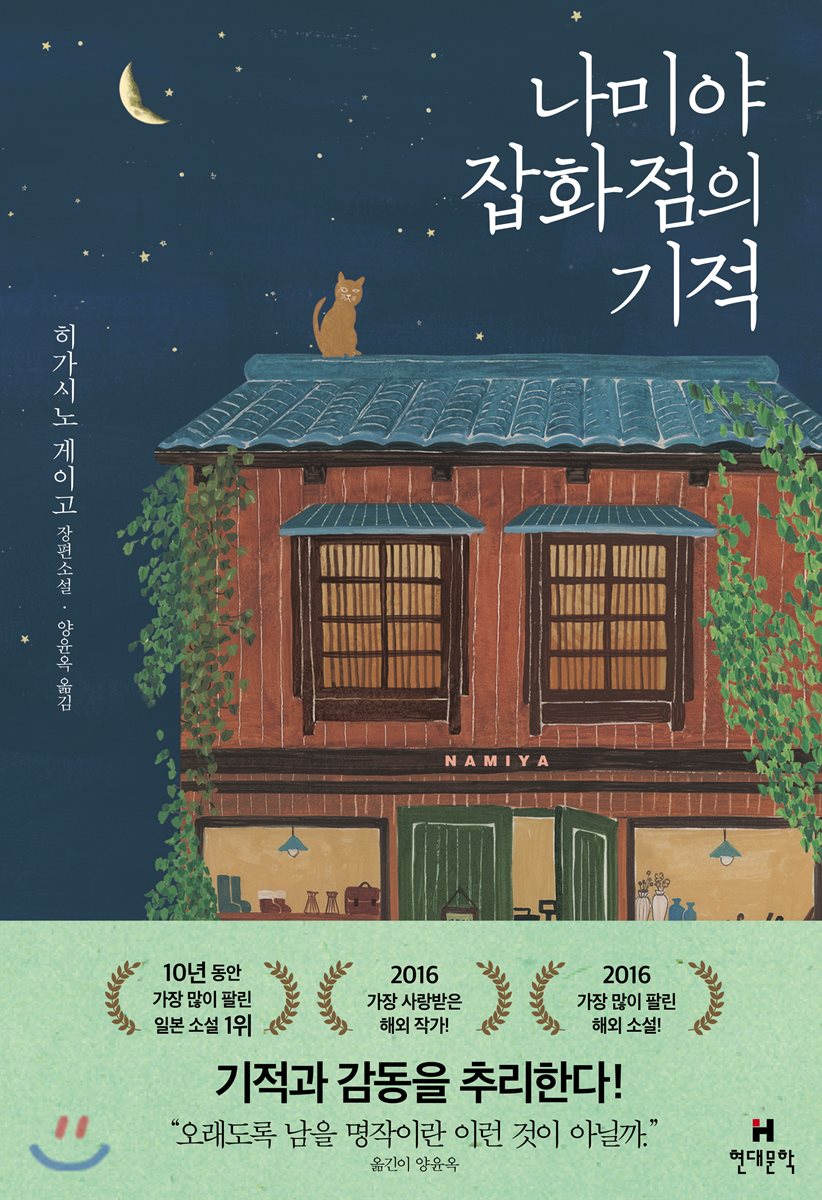 나미야
잡화점의
기적
히가시노 게이고
장편소설 · 양윤옥 옮김
NAMIYA
10년 동안
가장 많이 팔린
일본 소설 1위
2016
가장 사랑받은
해외 작가!
2016
가장 많이 팔린
해외 소설!
기적과 감동을 추리한다!
“오래도록 남을 명작이란 이런 것이 아닐까.”
옮긴이 양윤옥
현대문학